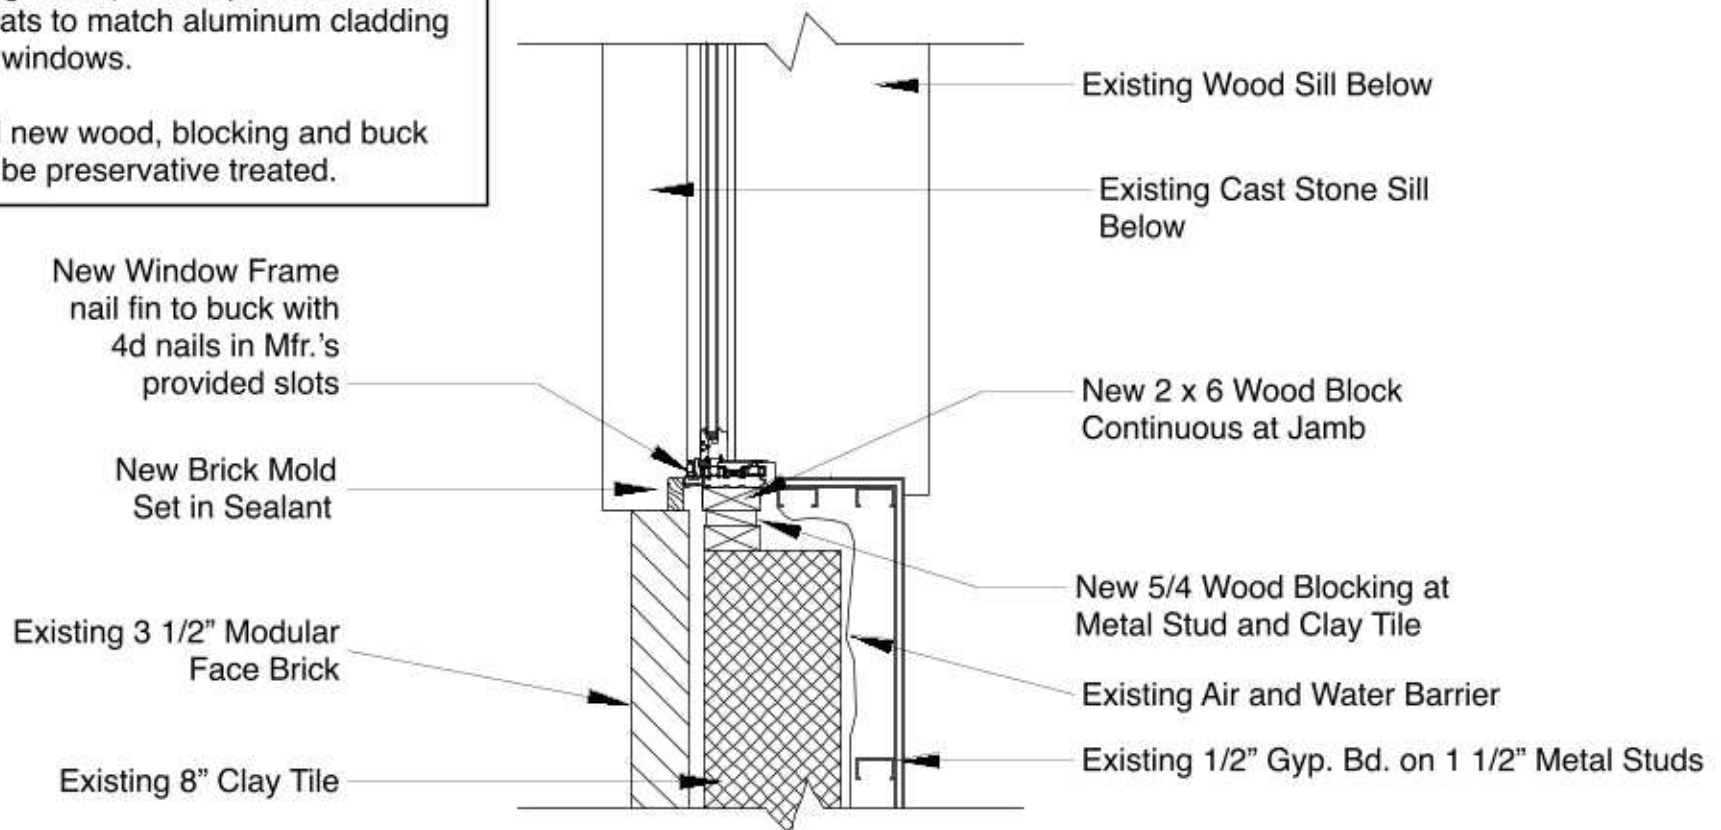 ats to match aluminum cladding
windows.
new wood, blocking and buck
be preservative treated.
New Window Frame
nail fin to buck with
4d nails in Mfr.'s
provided slots
New Brick Mold
Set in Sealant
Existing 3 1/2” Modular
Face Brick
Existing 8” Clay Tile
Existing Wood Sill Below
Existing Cast Stone Sill
Below
New 2 x 6 Wood Block
Continuous at Jamb
New 5/4 Wood Blocking at
Metal Stud and Clay Tile
Existing Air and Water Barrier
Existing 1/2” Gyp. Bd. on 1 1/2” Metal Studs